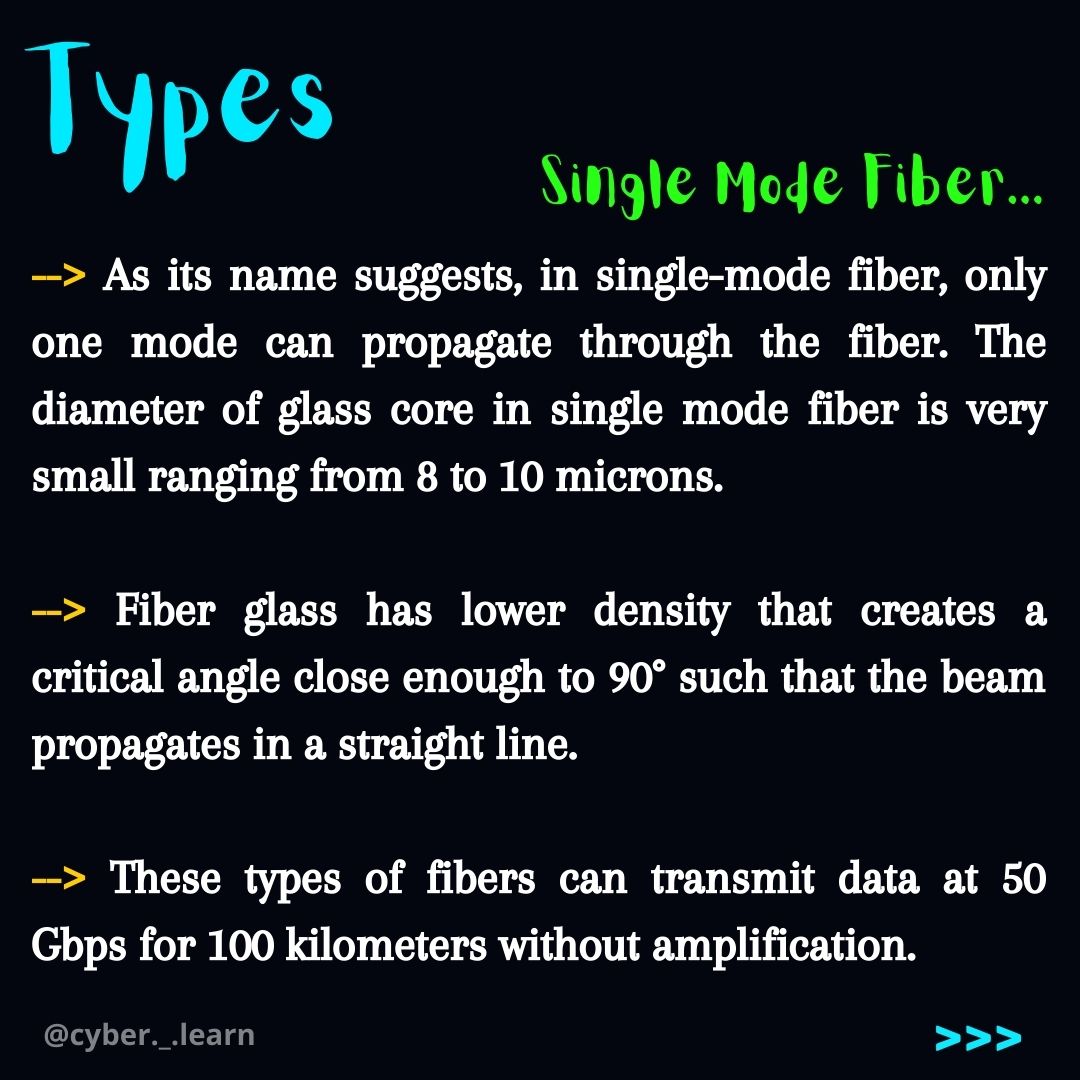 Types
Single Mode Fiber...
--> As its name suggests, in single-mode fiber, only
one mode can propagate through the fiber. The
diameter of glass core in single mode fiber is very
small ranging from 8 to 10 microns.
--> Fiber glass has lower density that creates a
critical angle close enough to 90° such that the beam
propagates in a straight line.
--> These types of fibers can transmit data at 50
Gbps for 100 kilometers without amplification.
@cyber._.learn
>>>